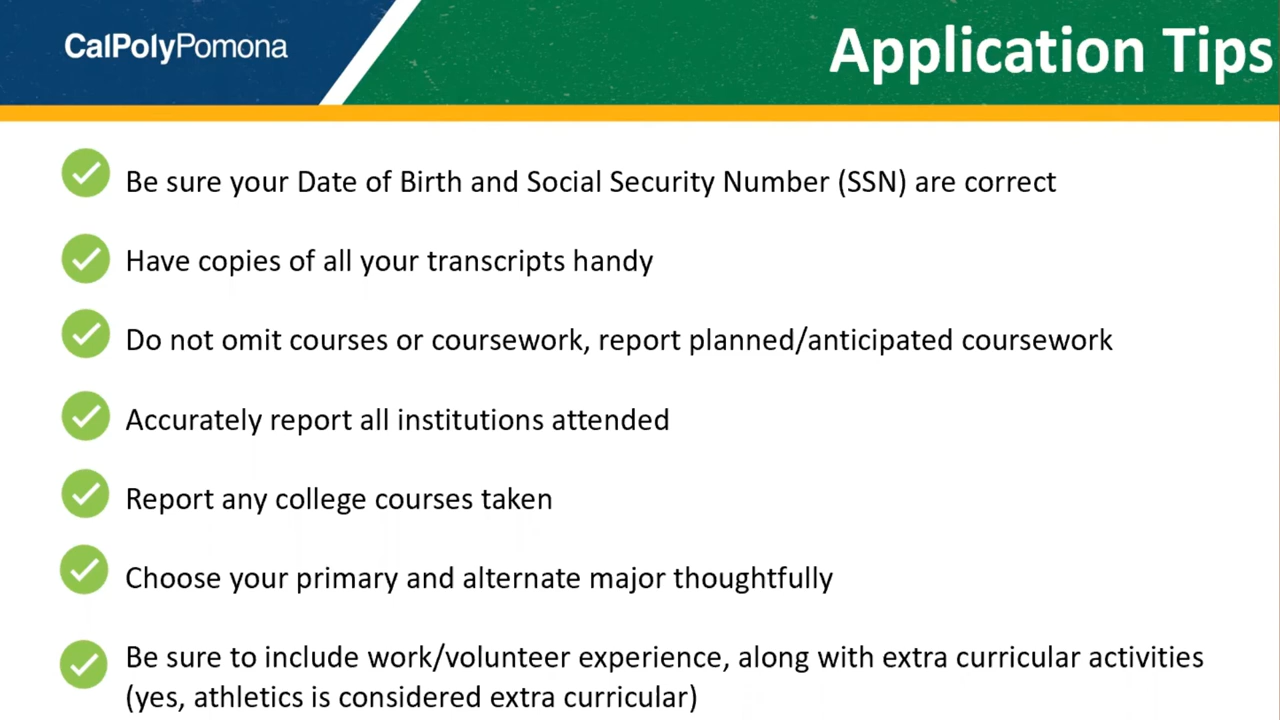 CalPolyPomona
Application Tips
Be sure your Date of Birth and Social Security Number (SSN) are correct
Have copies of all your transcripts handy
Do not omit courses or coursework, report planned/anticipated coursework
Accurately report all institutions attended
Report any college courses taken
Choose your primary and alternate major thoughtfully
Be sure to include work/volunteer experience, along with extra curricular activities
(yes, athletics is considered extra curricular)